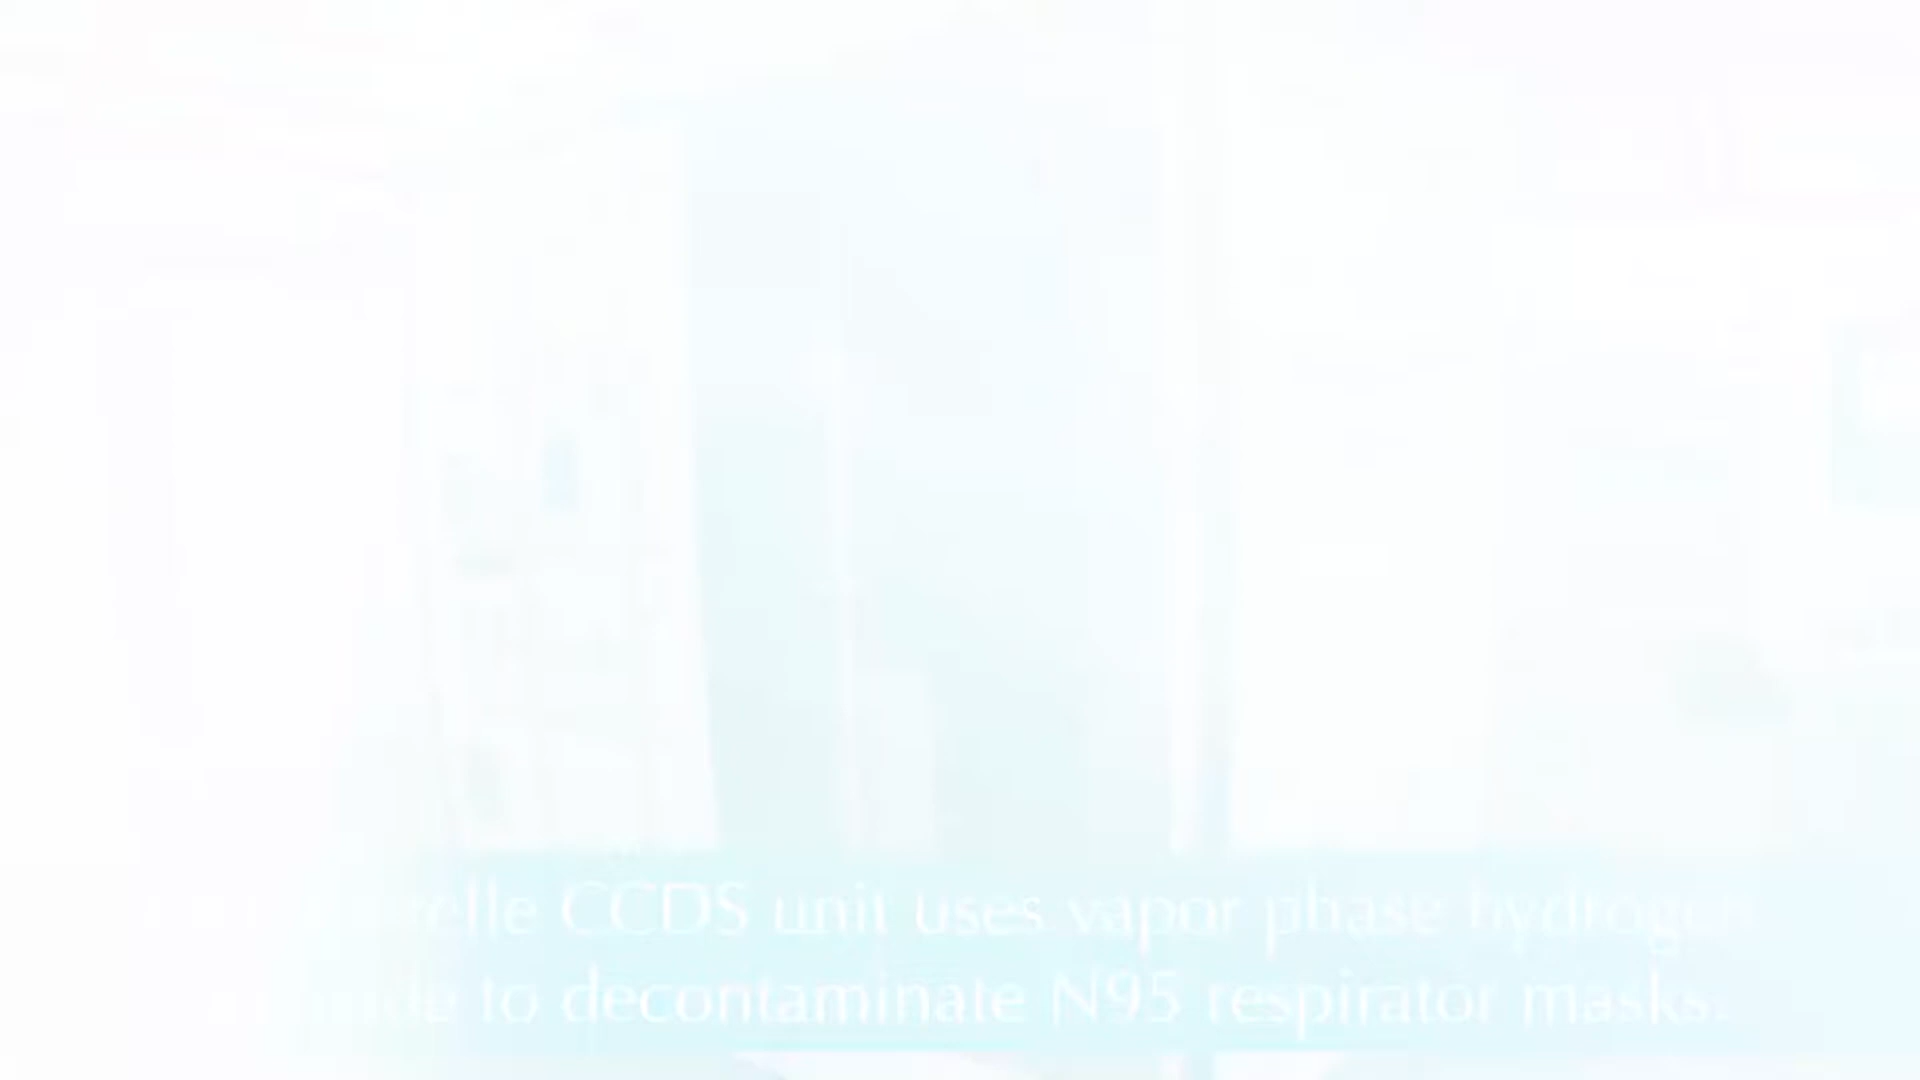 CCDS unit uses vapor phase hydrogen
to decontaminate N95 respirator masks.